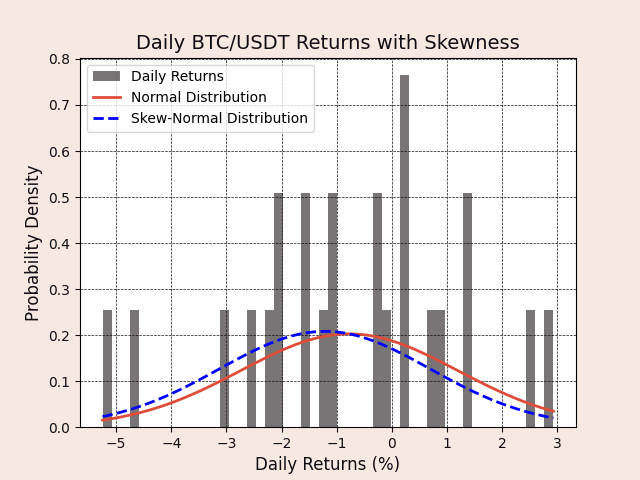 Daily BTC/USDT Returns with Skewness
Daily Returns
Normal Distribution
Skew-Normal Distribution
Probability Density
0.8
0.7
0.6
0.5
0.4
0.3
0.2
0.1
0.0
−5 −4 −3 −2 −1 0 1 2 3
Daily Returns (%)